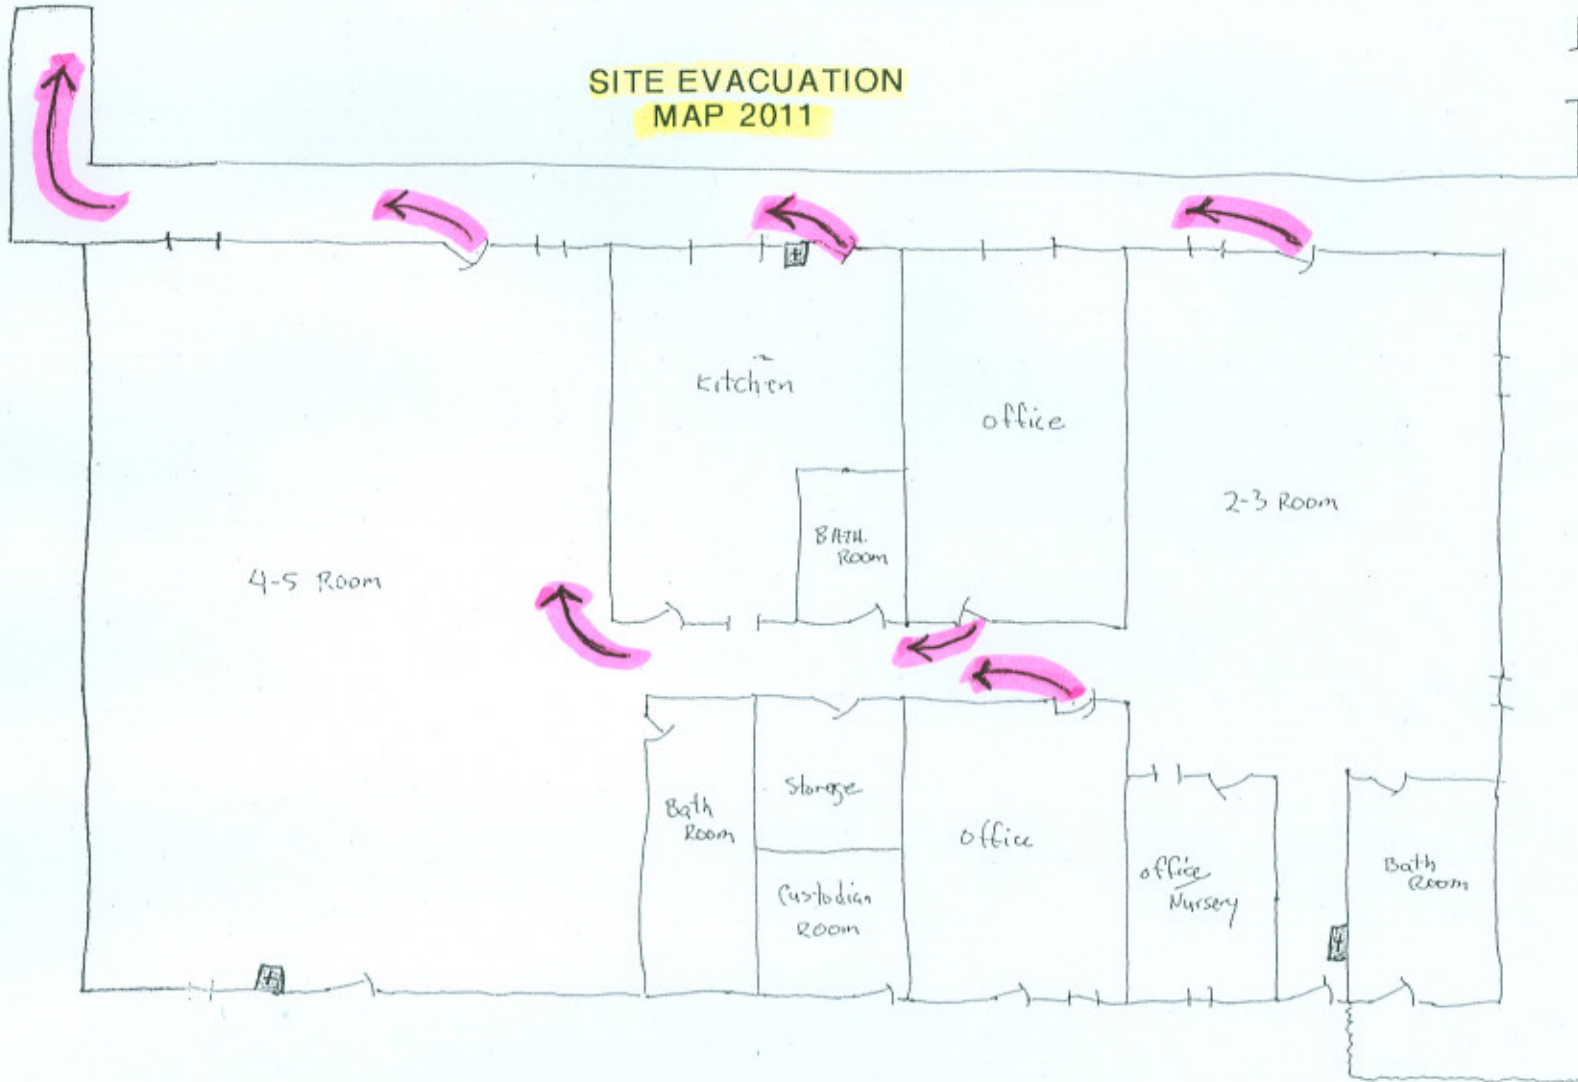 SITE EVACUATION
MAP 2011
Kitchen
office
2-3 Room
BATH.
Room
4-5 Room
Bath
Room
Storage
Custodian
Room
office
office
Nursery
Bath
Room